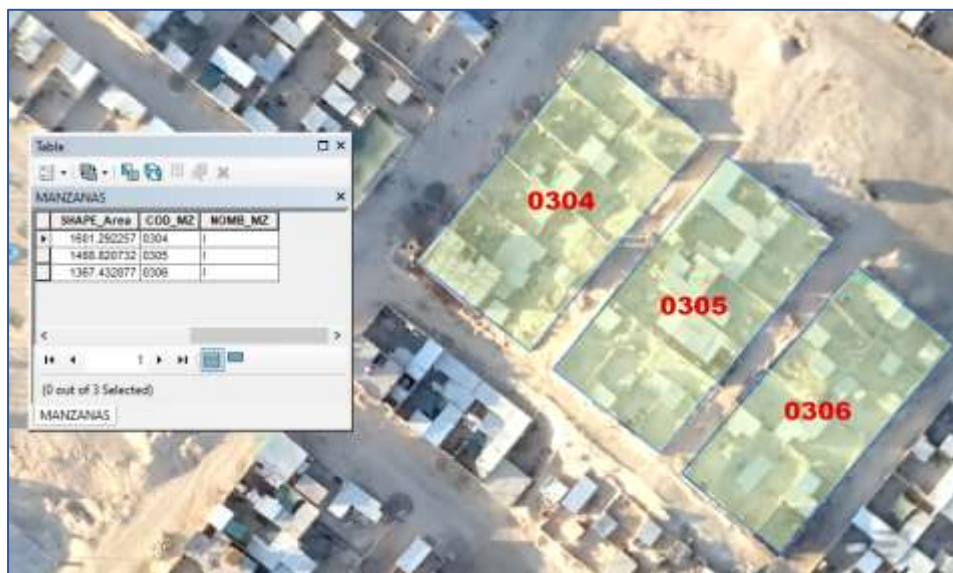 Table
MANZANAS
SHAPE_Area COD_MZ NOMB_MZ
1601.292257 0304 I
1488.820732 0305 I
1367.432877 0306 I
1
(0 out of 3 Selected)
MANZANAS
0304
0305
0306